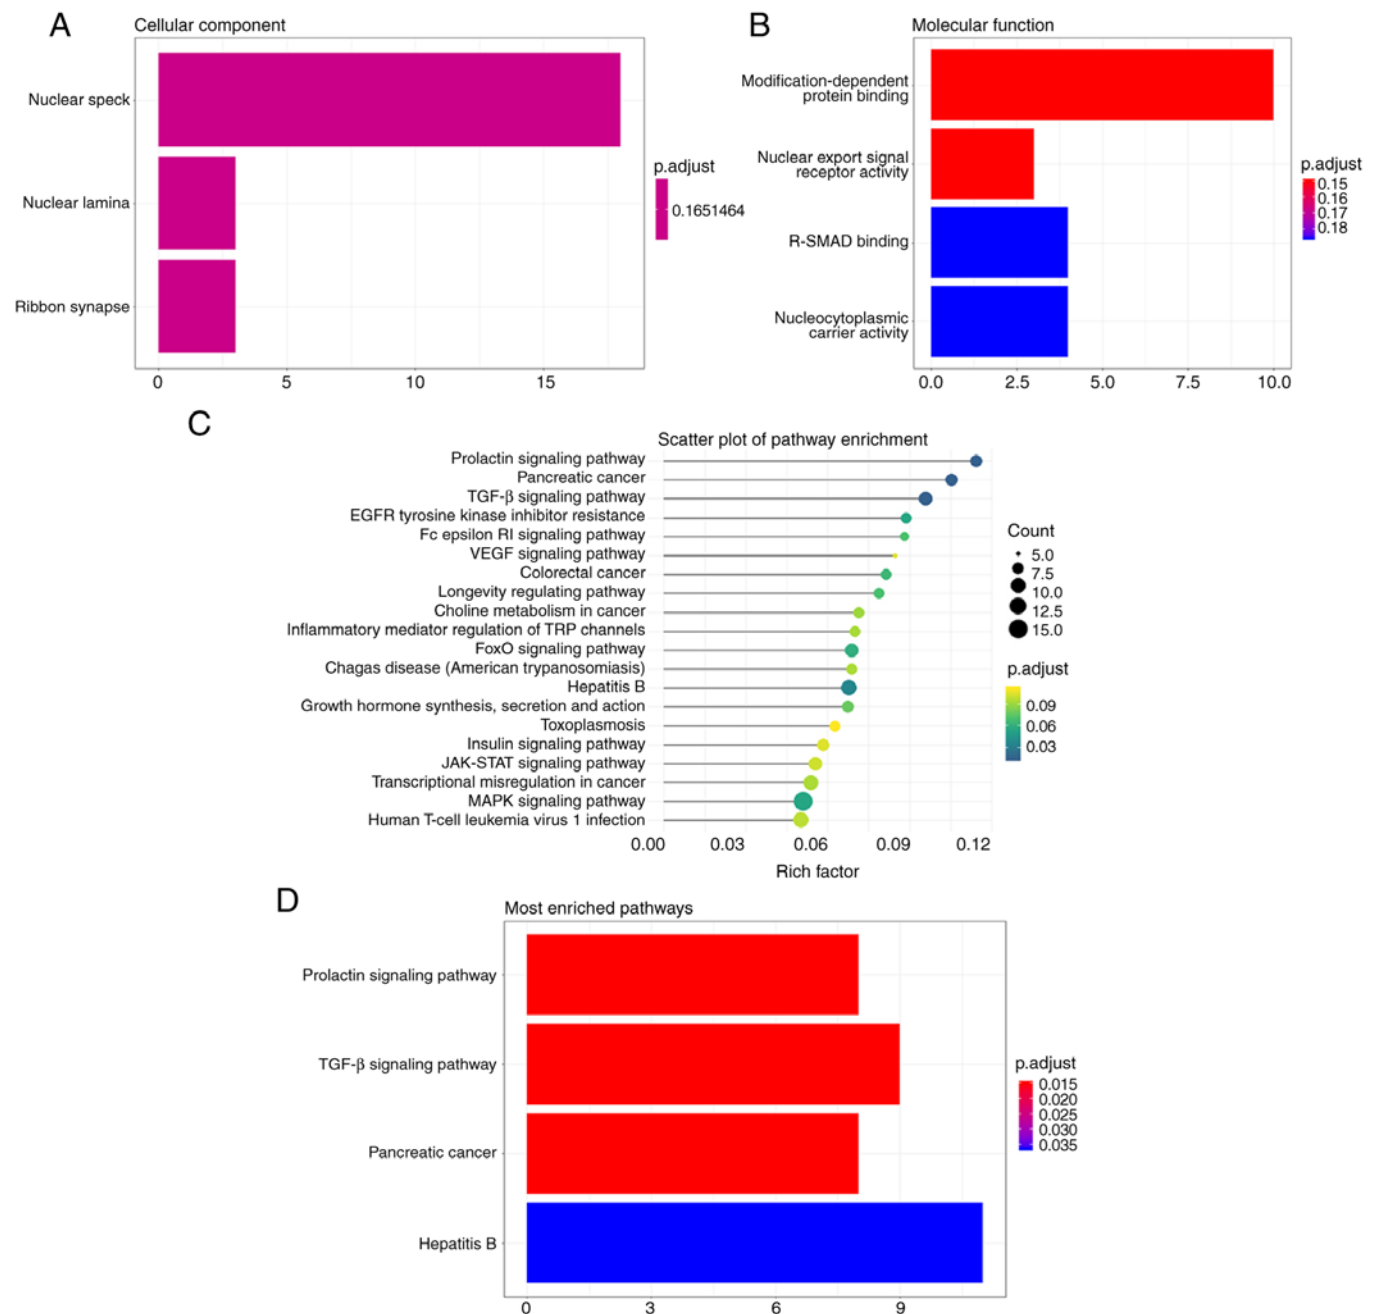 A
Cellular component
Nuclear speck
Nuclear lamina
Ribbon synapse
0 5 10 15
p.adjust
0.1651464
B
Molecular function
Modification-dependent
protein binding
Nuclear export signal
receptor activity
R-SMAD binding
Nucleocytoplasmic
carrier activity
0.0 2.5 5.0 7.5 10.0
p.adjust
0.15
0.16
0.17
0.18
C
Scatter plot of pathway enrichment
Prolactin signaling pathway
Pancreatic cancer
TGF-β signaling pathway
EGFR tyrosine kinase inhibitor resistance
Fc epsilon RI signaling pathway
VEGF signaling pathway
Colorectal cancer
Longevity regulating pathway
Choline metabolism in cancer
Inflammatory mediator regulation of TRP channels
FoxO signaling pathway
Chagas disease (American trypanosomiasis)
Hepatitis B
Growth hormone synthesis, secretion and action
Toxoplasmosis
Insulin signaling pathway
JAK-STAT signaling pathway
Transcriptional misregulation in cancer
MAPK signaling pathway
Human T-cell leukemia virus 1 infection
0.00 0.03 0.06 0.09 0.12
Rich factor
Count
5.0
7.5
10.0
12.5
15.0
p.adjust
0.09
0.06
0.03
D
Most enriched pathways
Prolactin signaling pathway
TGF-β signaling pathway
Pancreatic cancer
Hepatitis B
0 3 6 9
p.adjust
0.015
0.020
0.025
0.030
0.035